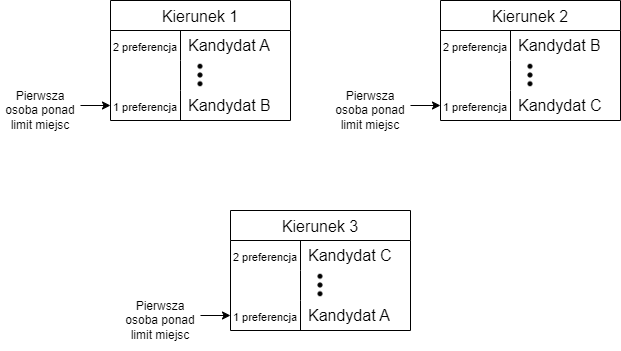 Kierunek 1
2 preferencja Kandydat A
Pierwsza
osoba ponad
limit miejsc
1 preferencja Kandydat B
Kierunek 2
2 preferencja Kandydat B
Pierwsza
osoba ponad
limit miejsc
1 preferencja Kandydat C
Kierunek 3
2 preferencja Kandydat C
Pierwsza
osoba ponad
limit miejsc
1 preferencja Kandydat A